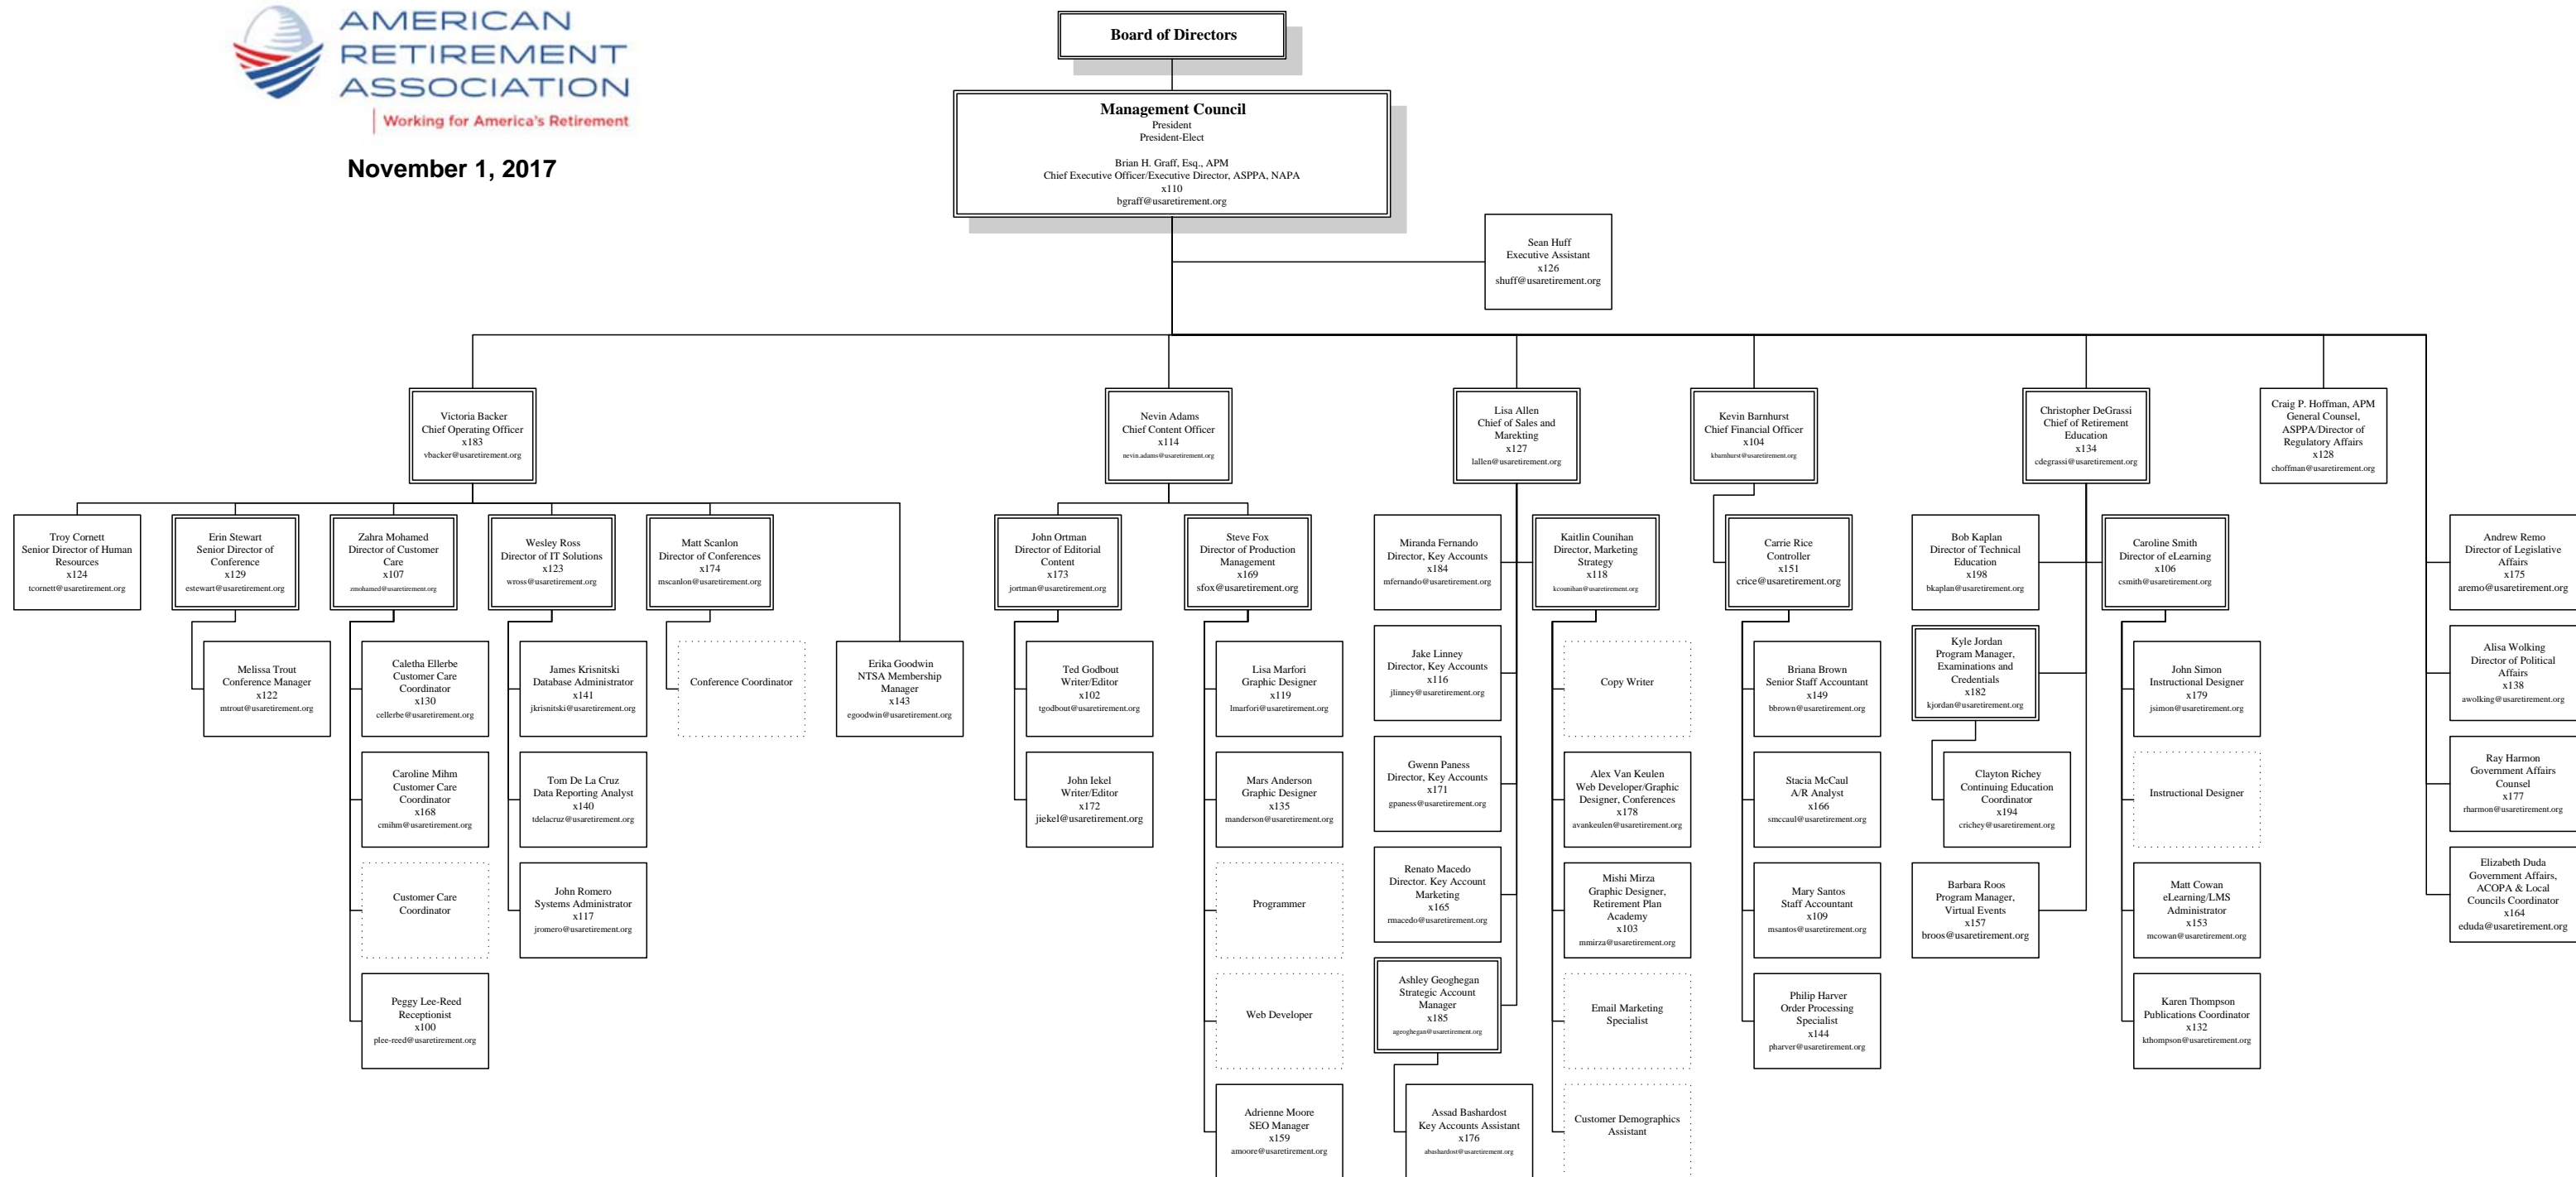 AMERICAN
RETIREMENT
ASSOCIATION
Working for America's Retirement
November 1, 2017
Board of Directors
Management Council
President
President-Elect
Brian H. Graff, Esq., APM
Chief Executive Officer/Executive Director, ASPPA, NAPA
x110
bgraff@usaretirement.org
Sean Huff
Executive Assistant
x126
shuff@usaretirement.org
Victoria Backer
Chief Operating Officer
x183
vbacker@usaretirement.org
Nevin Adams
Chief Content Officer
x114
nevin.adams@usaretirement.org
Lisa Allen
Chief of Sales and
Marekting
x127
lallen@usaretirement.org
Kevin Barnhurst
Chief Financial Officer
x104
kbarnhurst@usaretirement.org
Christopher DeGrassi
Chief of Retirement
Education
x134
cdegrassi@usaretirement.org
Craig P. Hoffman, APM
General Counsel,
ASPPA/Director of
Regulatory Affairs
x128
choffman@usaretirement.org
Troy Cornett
Senior Director of Human
Resources
x124
tcornett@usaretirement.org
Erin Stewart
Senior Director of
Conference
x129
estewart@usaretirement.org
Zahra Mohamed
Director of Customer
Care
x107
zmohamed@usaretirement.org
Wesley Ross
Director of IT Solutions
x123
wross@usaretirement.org
Matt Scanlon
Director of Conferences
x174
mscanlon@usaretirement.org
John Ortman
Director of Editorial
Content
x173
jortman@usaretirement.org
Steve Fox
Director of Production
Management
x169
sfox@usaretirement.org
Miranda Fernando
Director, Key Accounts
x184
mfernando@usaretirement.org
Kaitlin Counihan
Director, Marketing
Strategy
x118
kcounihan@usaretirement.org
Carrie Rice
Controller
x151
crice@usaretirement.org
Bob Kaplan
Director of Technical
Education
x198
bkaplan@usaretirement.org
Caroline Smith
Director of eLearning
x106
csmith@usaretirement.org
Andrew Remo
Director of Legislative
Affairs
x175
aremo@usaretirement.org
Melissa Trout
Conference Manager
x122
mtrout@usaretirement.org
Caletha Ellerbe
Customer Care
Coordinator
x130
cellerbe@usaretirement.org
James Krisnitski
Database Administrator
x141
jkrisnitski@usaretirement.org
Conference Coordinator
Erika Goodwin
NTSA Membership
Manager
x143
egoodwin@usaretirement.org
Ted Godbout
Writer/Editor
x102
tgodbout@usaretirement.org
Lisa Marfori
Graphic Designer
x119
lmarfori@usaretirement.org
Jake Linney
Director, Key Accounts
x116
jlinney@usaretirement.org
Copy Writer
Briana Brown
Senior Staff Accountant
x149
bbrown@usaretirement.org
Kyle Jordan
Program Manager,
Examinations and
Credentials
x182
kjordan@usaretirement.org
John Simon
Instructional Designer
x179
jsimon@usaretirement.org
Alisa Wolking
Director of Political
Affairs
x138
awolking@usaretirement.org
Caroline Mihm
Customer Care
Coordinator
x168
cmihm@usaretirement.org
Tom De La Cruz
Data Reporting Analyst
x140
tdelacruz@usaretirement.org
John Iekel
Writer/Editor
x172
jiekel@usaretirement.org
Mars Anderson
Graphic Designer
x135
manderson@usaretirement.org
Gwenn Paness
Director, Key Accounts
x171
gpaness@usaretirement.org
Alex Van Keulen
Web Developer/Graphic
Designer, Conferences
x178
avankeulen@usaretirement.org
Stacia McCaul
A/R Analyst
x166
smccaul@usaretirement.org
Clayton Richey
Continuing Education
Coordinator
x194
crichey@usaretirement.org
Instructional Designer
Ray Harmon
Government Affairs
Counsel
x177
rharmon@usaretirement.org
Customer Care
Coordinator
John Romero
Systems Administrator
x117
jromero@usaretirement.org
Programmer
Renato Macedo
Director. Key Account
Marketing
x165
rmacedo@usaretirement.org
Mishi Mirza
Graphic Designer,
Retirement Plan
Academy
x103
mmirza@usaretirement.org
Mary Santos
Staff Accountant
x109
msantos@usaretirement.org
Barbara Roos
Program Manager,
Virtual Events
x157
broos@usaretirement.org
Matt Cowan
eLearning/LMS
Administrator
x153
mcowan@usaretirement.org
Elizabeth Duda
Government Affairs,
ACOPA & Local
Councils Coordinator
x164
eduda@usaretirement.org
Peggy Lee-Reed
Receptionist
x100
plee-reed@usaretirement.org
Web Developer
Ashley Geoghegan
Strategic Account
Manager
x185
ageoghegan@usaretirement.org
Email Marketing
Specialist
Philip Harver
Order Processing
Specialist
x144
pharver@usaretirement.org
Karen Thompson
Publications Coordinator
x132
kthompson@usaretirement.org
Adrienne Moore
SEO Manager
x159
amoore@usaretirement.org
Assad Bashardost
Key Accounts Assistant
x176
abashardost@usaretirement.org
Customer Demographics
Assistant